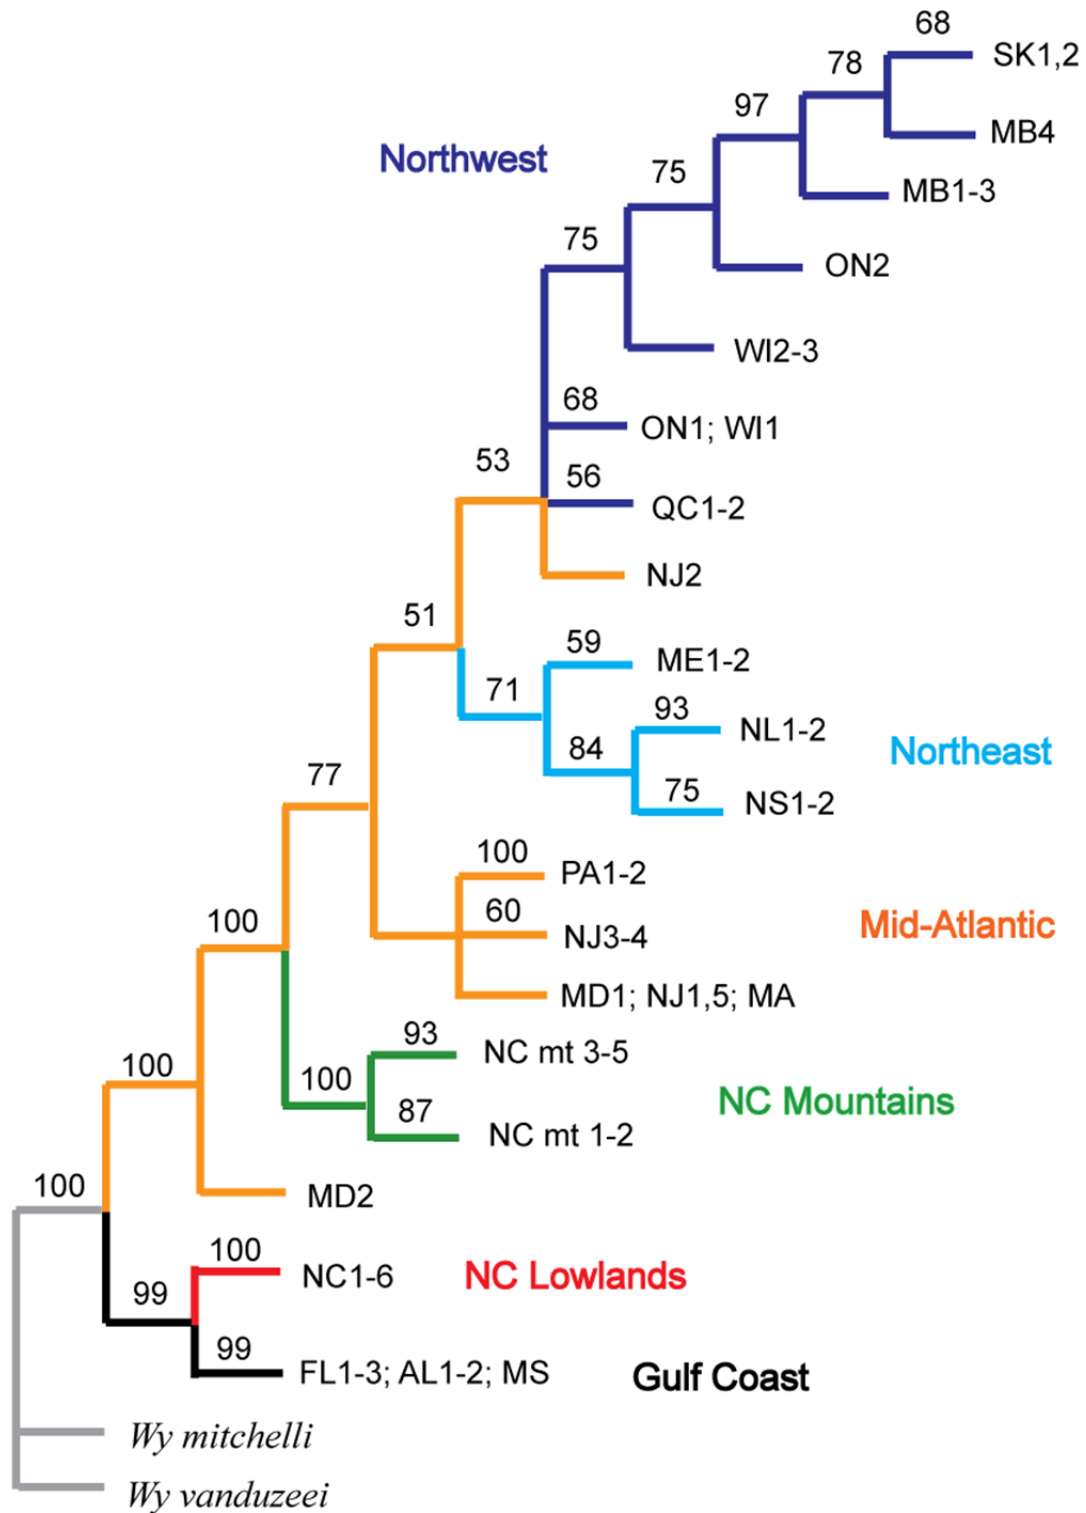 68
SK1,2
78
97
MB4
Northwest
75
MB1-3
75
ON2
WI2-3
68
ON1; WI1
53
56
QC1-2
NJ2
51
59
ME1-2
71
93
NL1-2
84
Northeast
77
75
NS1-2
100
PA1-2
60
NJ3-4
Mid-Atlantic
100
MD1; NJ1,5; MA
93
NC mt 3-5
100
100
NC Mountains
87
NC mt 1-2
100
MD2
100
NC1-6
NC Lowlands
99
99
FL1-3; AL1-2; MS
Gulf Coast
Wy mitchelli
Wy vanduzeei